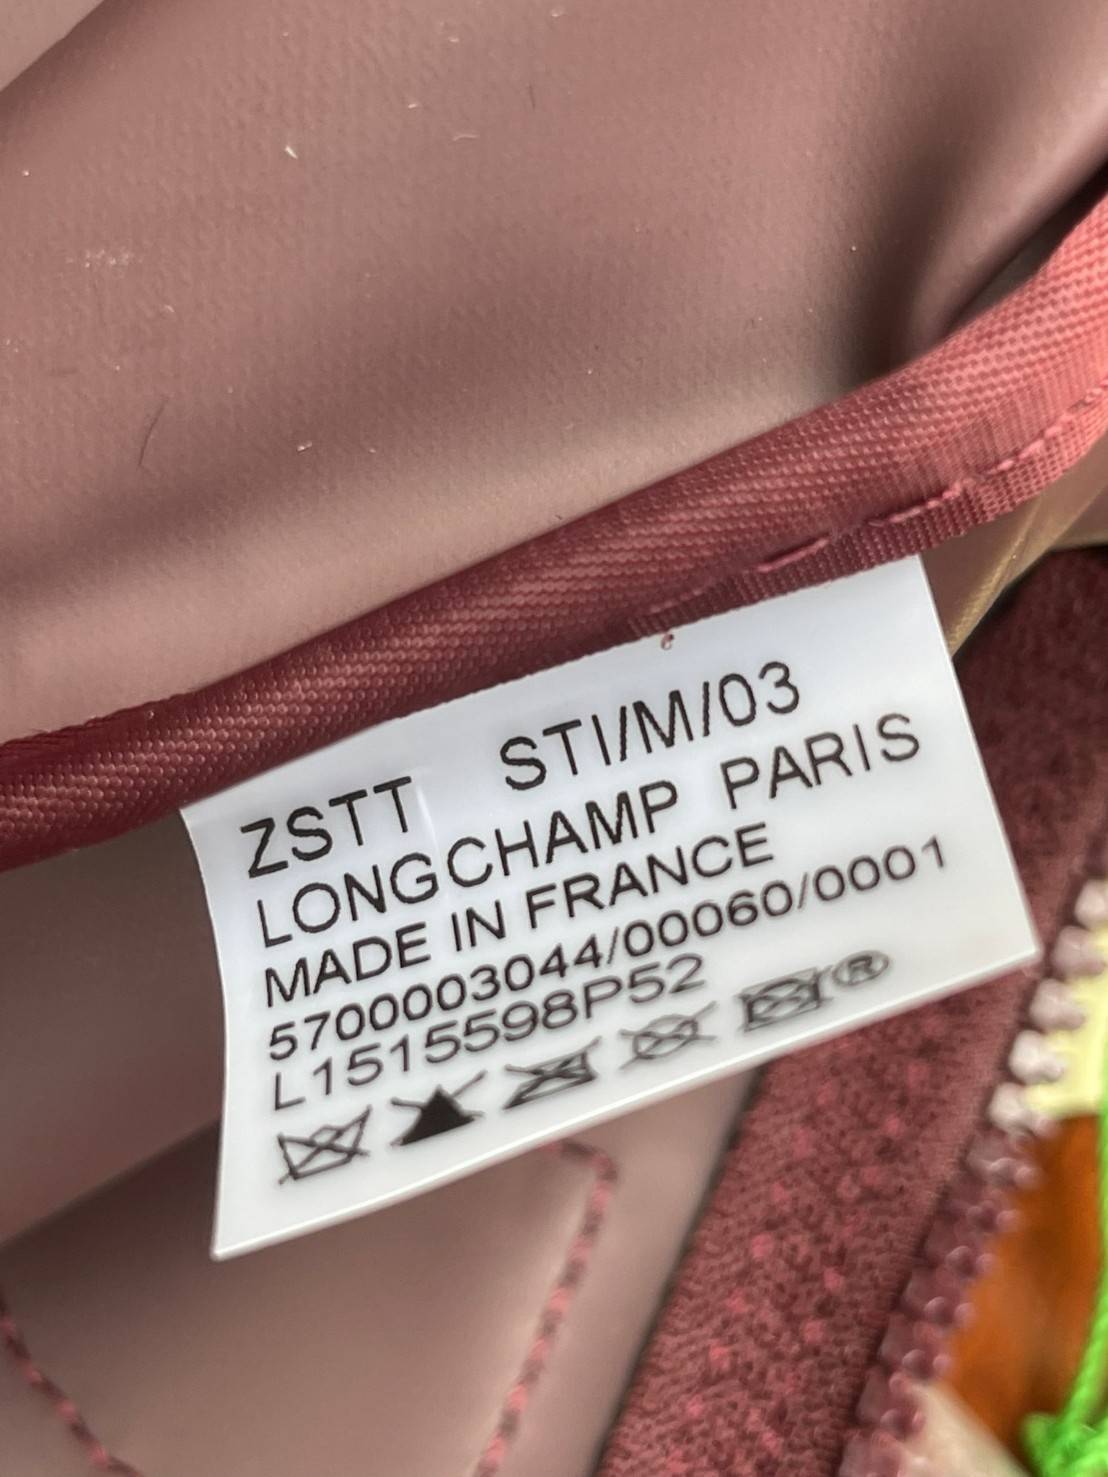 ZSTT STI/M/03
LONGCHAMP PARIS
MADE IN FRANCE
5700003044/00060/0001
L1515598P52
®